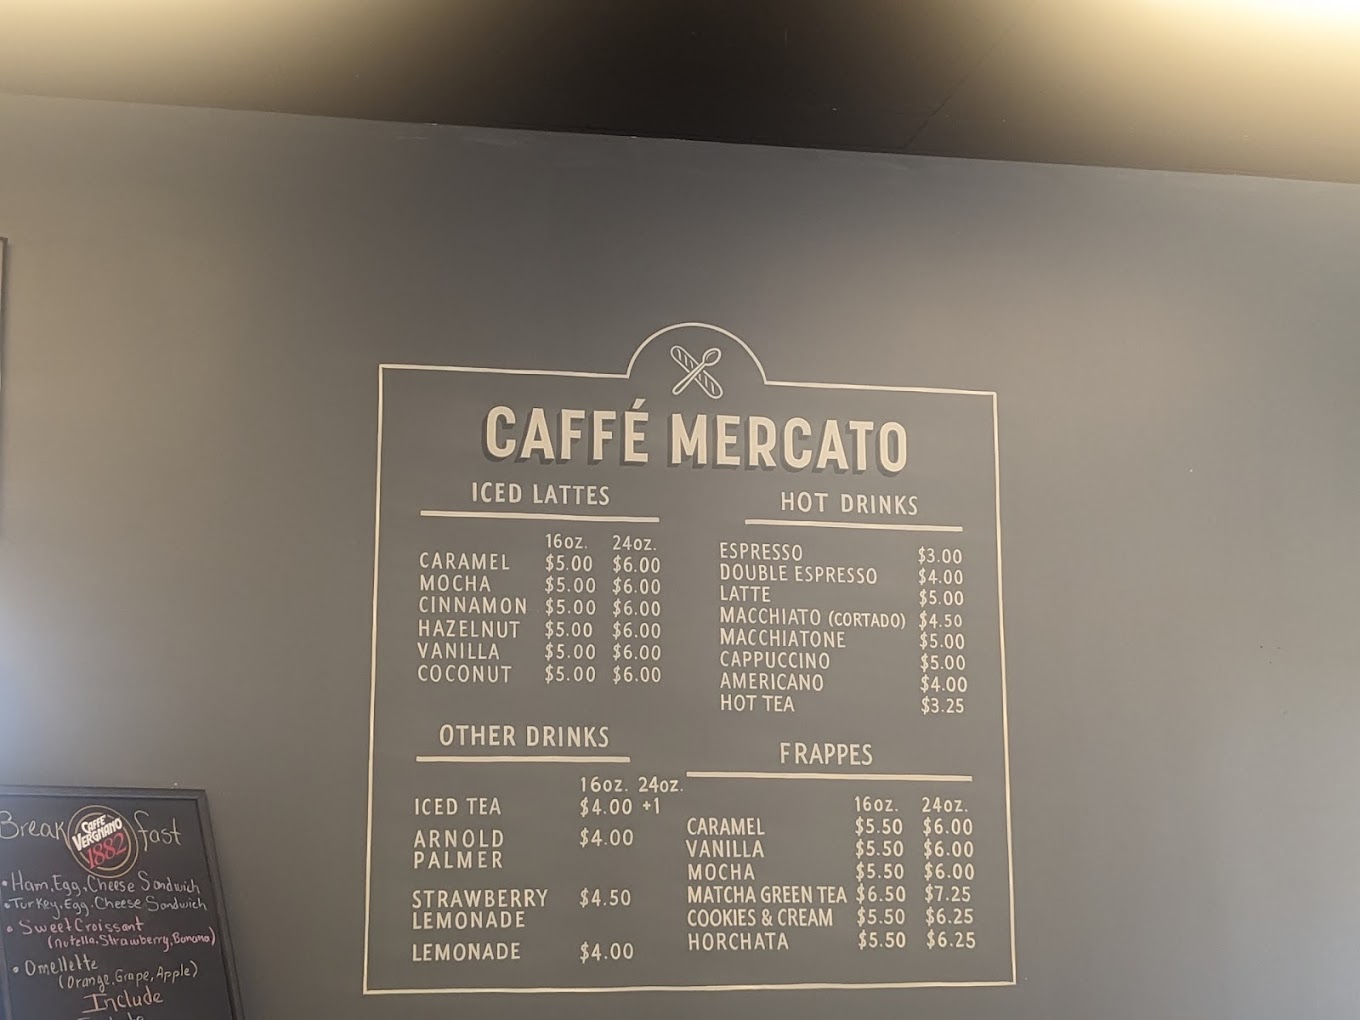 CAFFÉ MERCATO
ICED LATTES
16oz. 24oz.
CARAMEL $5.00 $6.00
MOCHA $5.00 $6.00
CINNAMON $5.00 $6.00
HAZELNUT $5.00 $6.00
VANILLA $5.00 $6.00
COCONUT $5.00 $6.00
HOT DRINKS
ESPRESSO $3.00
DOUBLE ESPRESSO $4.00
LATTE $5.00
MACCHIATO (CORTADO) $4.50
MACCHIATONE $5.00
CAPPUCCINO $5.00
AMERICANO $4.00
HOT TEA $3.25
OTHER DRINKS
16oz. 24oz.
ICED TEA $4.00 +1
ARNOLD $4.00
PALMER
STRAWBERRY $4.50
LEMONADE
LEMONADE $4.00
FRAPPES
16oz. 24oz.
CARAMEL $5.50 $6.00
VANILLA $5.50 $6.00
MOCHA $5.50 $6.00
MATCHA GREEN TEA $6.50 $7.25
COOKIES & CREAM $5.50 $6.25
HORCHATA $5.50 $6.25
Breakfast
CAFFÈ
VERGNANO
1882
• Ham, Egg, Cheese Sandwich
• Turkey, Egg, Cheese Sandwich
• Sweet Croissant
(nutella, Strawberry, Banana)
• Omellette
(Orange, Grape, Apple)
Include